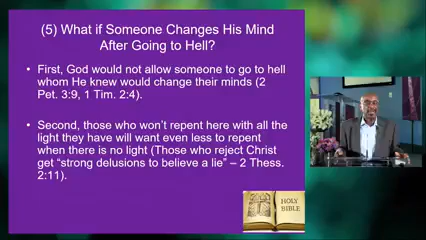 (5) What if Someone Changes His Mind
After Going to Hell?
• First, God would not allow someone to go to hell
whom He knew would change their minds (2
Pet. 3:9, 1 Tim. 2:4).
• Second, those who won't repent here with all the
light they have will want even less to repent
when there is no light (Those who reject Christ
get “strong delusions to believe a lie” – 2 Thess.
2:11).
HOLY
BIBLE